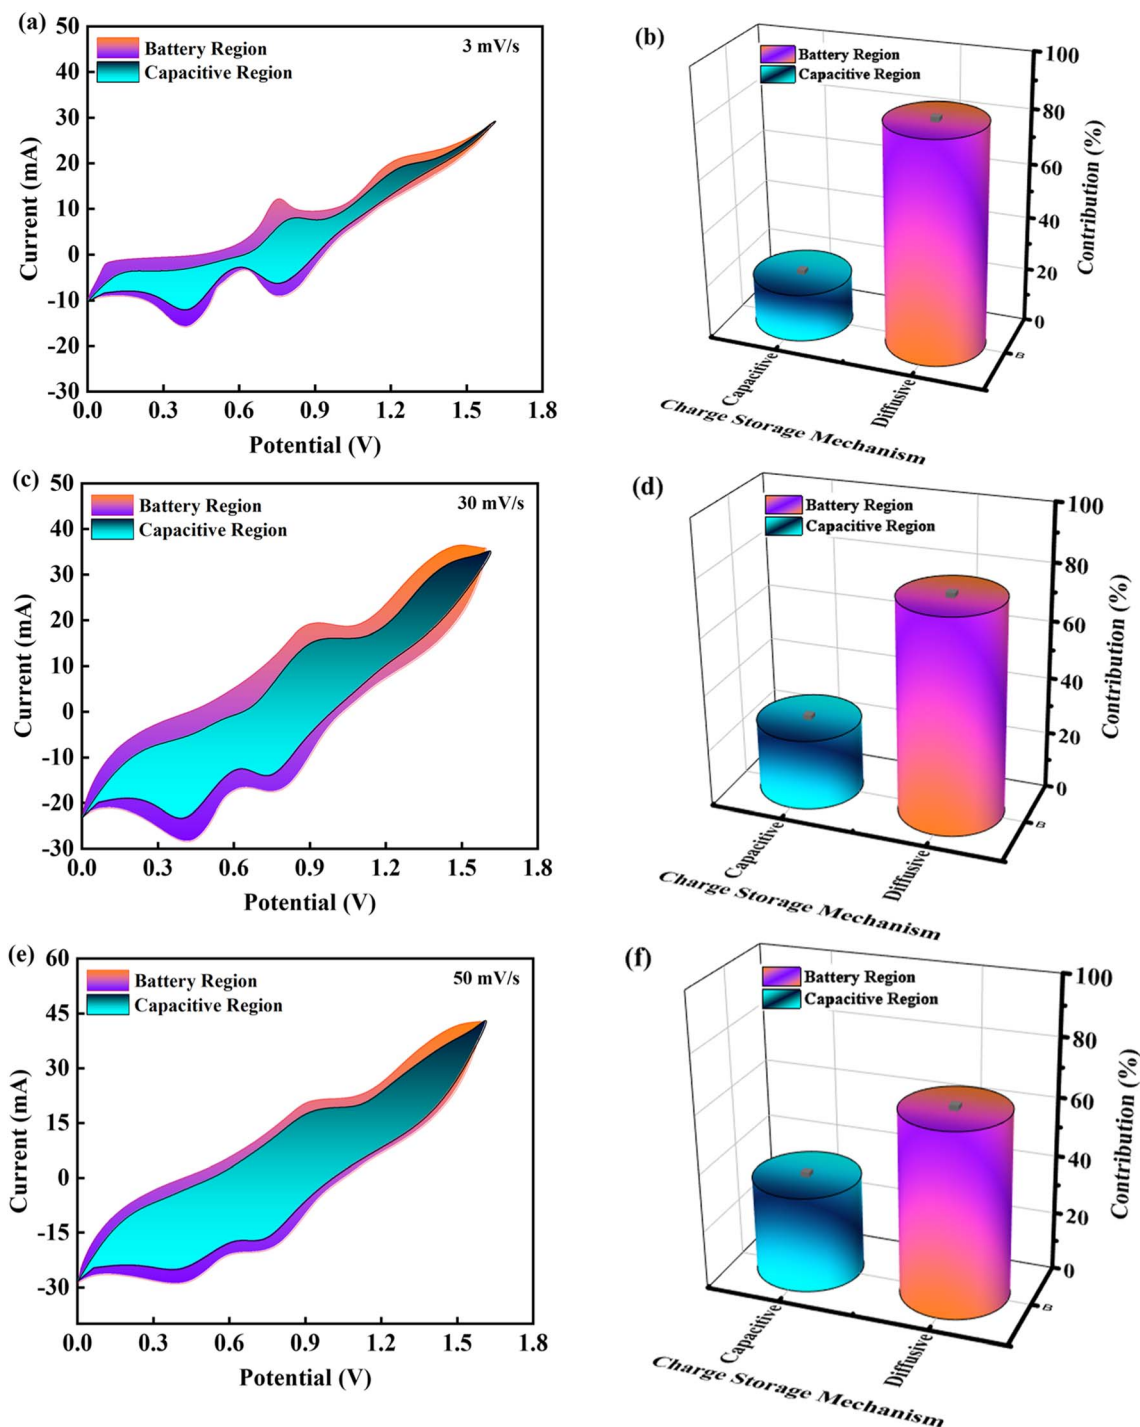 (a)
50
40
30
20
10
0
-10
-20
-30
Current (mA)
Battery Region
Capacitive Region
3 mV/s
0.0 0.3 0.6 0.9 1.2 1.5 1.8
Potential (V)
(b)
Battery Region
Capacitive Region
100
80
60
40
20
0
Contribution (%)
B
Capacitive
Diffusive
Charge Storage Mechanism
(c)
50
40
30
20
10
0
-10
-20
-30
Current (mA)
Battery Region
Capacitive Region
30 mV/s
0.0 0.3 0.6 0.9 1.2 1.5 1.8
Potential (V)
(d)
Battery Region
Capacitive Region
100
80
60
40
20
0
Contribution (%)
B
Capacitive
Diffusive
Charge Storage Mechanism
(e)
60
45
30
15
0
-15
-30
Current (mA)
Battery Region
Capacitive Region
50 mV/s
0.0 0.3 0.6 0.9 1.2 1.5 1.8
Potential (V)
(f)
Battery Region
Capacitive Region
100
80
60
40
20
0
Contribution (%)
B
Capacitive
Diffusive
Charge Storage Mechanism